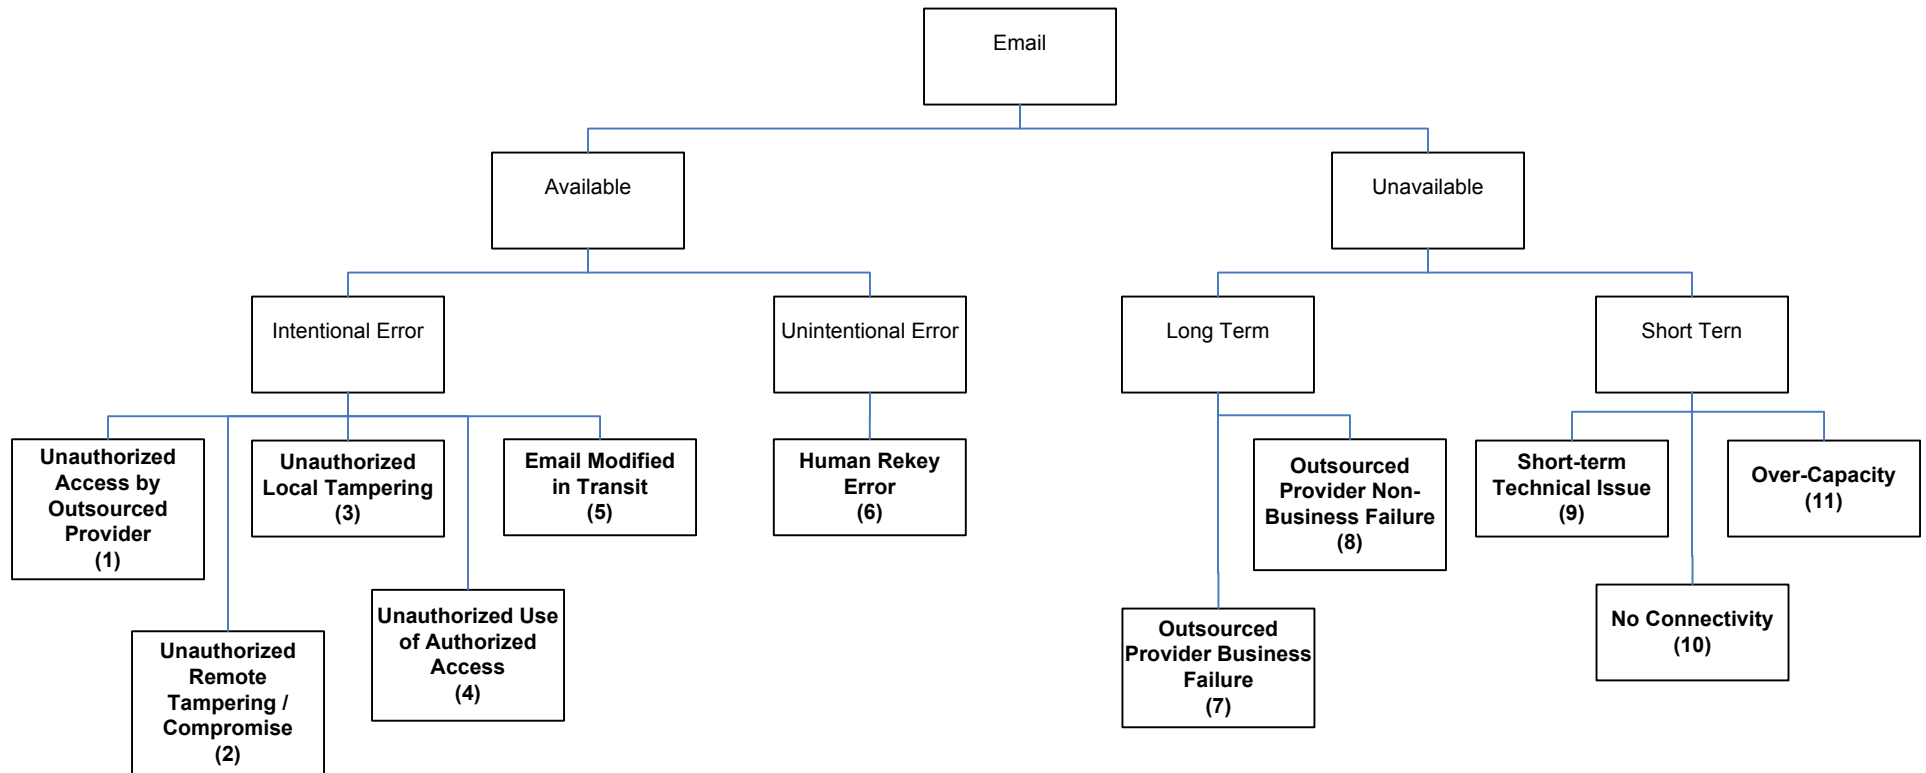 Email
Available
Unavailable
Intentional Error
Unintentional Error
Long Term
Short Tern
Unauthorized
Access by
Outsourced
Provider
(1)
Unauthorized
Local Tampering
(3)
Email Modified
in Transit
(5)
Human Rekey
Error
(6)
Outsourced
Provider Non-
Business Failure
(8)
Short-term
Technical Issue
(9)
Over-Capacity
(11)
Unauthorized
Remote
Tampering /
Compromise
(2)
Unauthorized Use
of Authorized
Access
(4)
Outsourced
Provider Business
Failure
(7)
No Connectivity
(10)